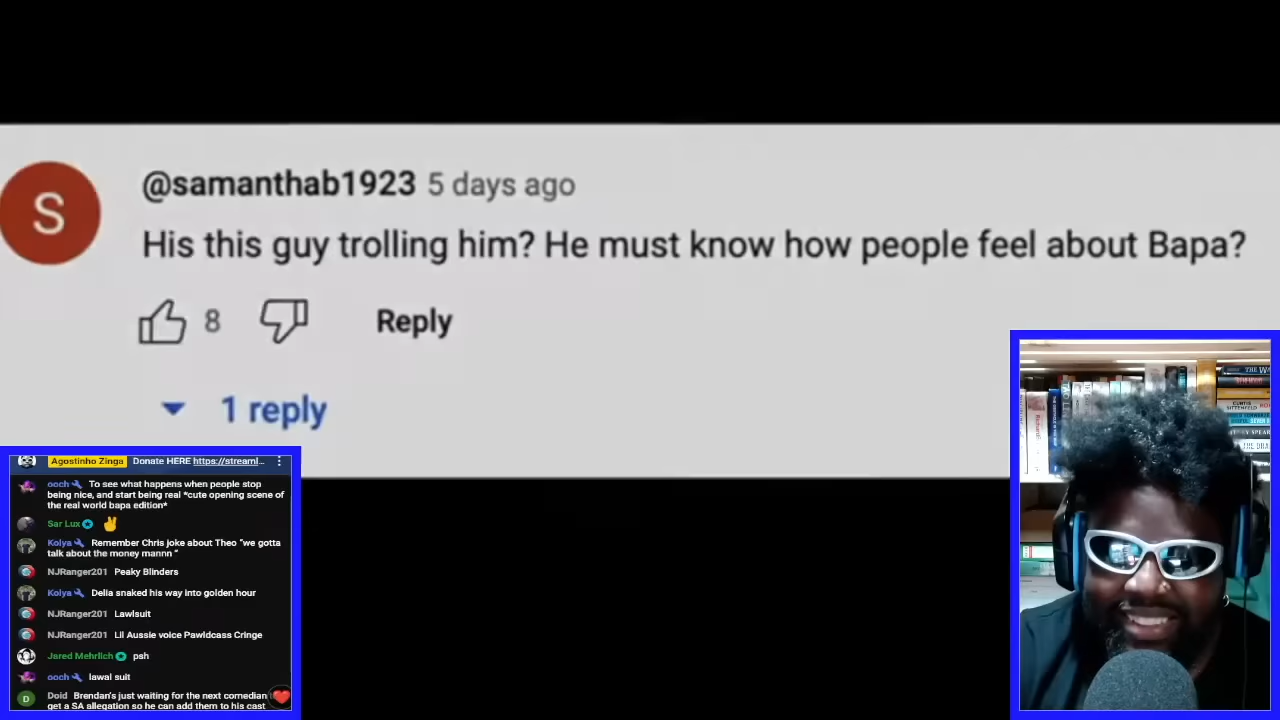 @samanthab1923 5 days ago
His this guy trolling him? He must know how people feel about Bapa?
8
Reply
1 reply
S
Agostinho Zinga Donate HERE https://streaml...
ooch To see what happens when people stop
being nice, and start being real *cute opening scene of
the real world bapa edition*
Sar Lux ✌
Kolya Remember Chris joke about Theo "we gotta
talk about the money mannn "
NJRanger201 Peaky Blinders
Kolya Delia snaked his way into golden hour
NJRanger201 Lawlsuit
NJRanger201 Lil Aussie voice Pawldcass Cringe
Jared Mehrlich psh
ooch lawal suit
D
Doid Brendan's just waiting for the next comedian
get a SA allegation so he can add them to his cast
CURTIS
SITTENFELD